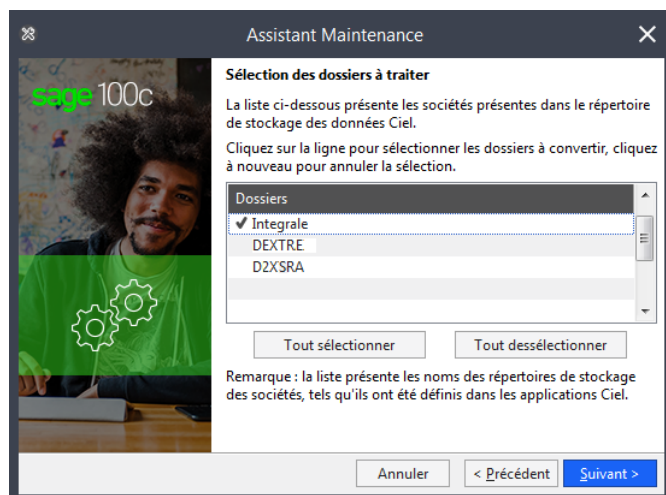 Assistant Maintenance
sage 100c
Sélection des dossiers à traiter
La liste ci-dessous présente les sociétés présentes dans le répertoire
de stockage des données Ciel.
Cliquez sur la ligne pour sélectionner les dossiers à convertir, cliquez
à nouveau pour annuler la sélection.
Dossiers
✔ Integrale
DEXTRE
D2XSRA
Tout sélectionner
Tout dessélectionner
Remarque : la liste présente les noms des répertoires de stockage
des sociétés, tels qu'ils ont été définis dans les applications Ciel.
Annuler
< Précédent
Suivant >